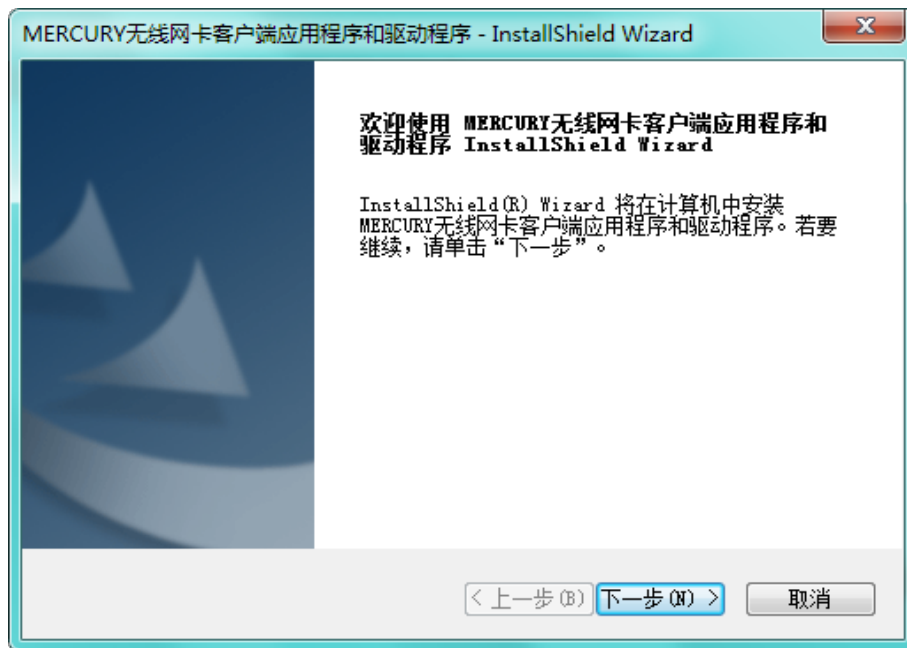 MERCURY无线网卡客户端应用程序和驱动程序 - InstallShield Wizard
欢迎使用 MERCURY无线网卡客户端应用程序和
驱动程序 InstallShield Wizard
InstallShield(R) Wizard 将在计算机中安装
MERCURY无线网卡客户端应用程序和驱动程序。若要
继续，请单击“下一步”。
< 上一步(B) 下一步(N) > 取消